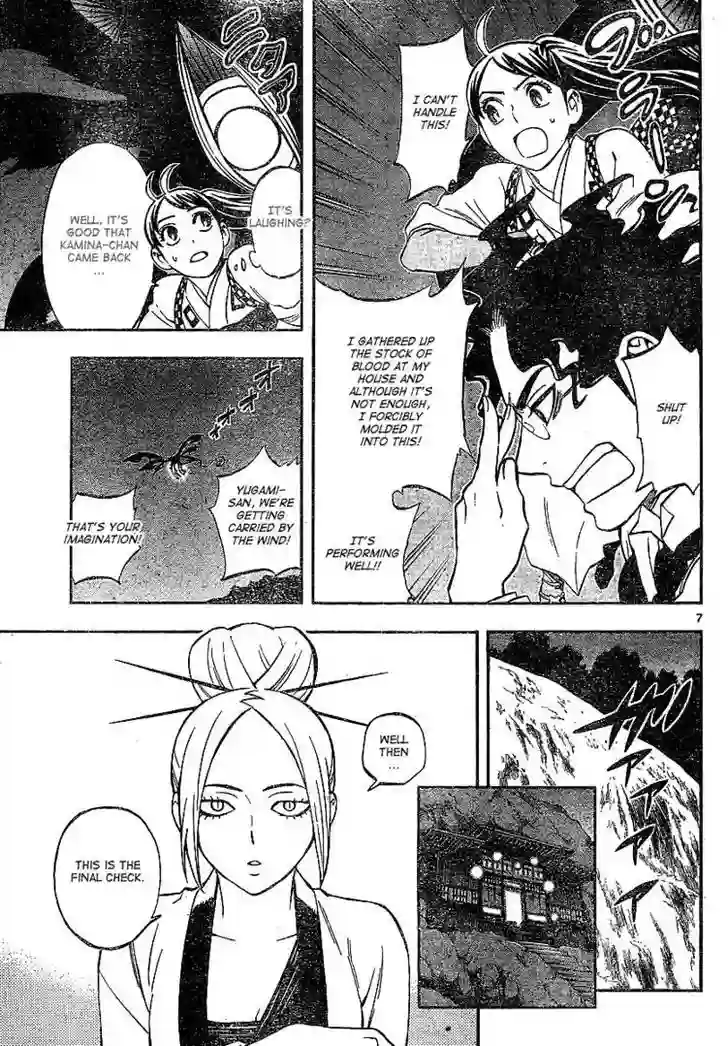 I CAN'T
HANDLE
THIS!
SHUT
UP!
I GATHERED UP
THE STOCK OF
BLOOD AT MY
HOUSE AND
ALTHOUGH IT'S
NOT ENOUGH,
I FORCIBLY
MOLDED IT
INTO THIS!
IT'S
PERFORMING
WELL!!
IT'S
LAUGHING?
WELL, IT'S
GOOD THAT
KAMINA-CHAN
CAME BACK
...
YUGAMI-
SAN, WE'RE
GETTING
CARRIED BY
THE WIND!
THAT'S YOUR
IMAGINATION!
7
WELL
THEN
...
THIS IS THE
FINAL CHECK.